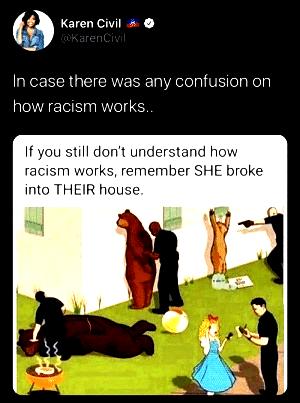 Karen Civil
@KarenCivil
In case there was any confusion on
how racism works..
If you still don't understand how
racism works, remember SHE broke
into THEIR house.